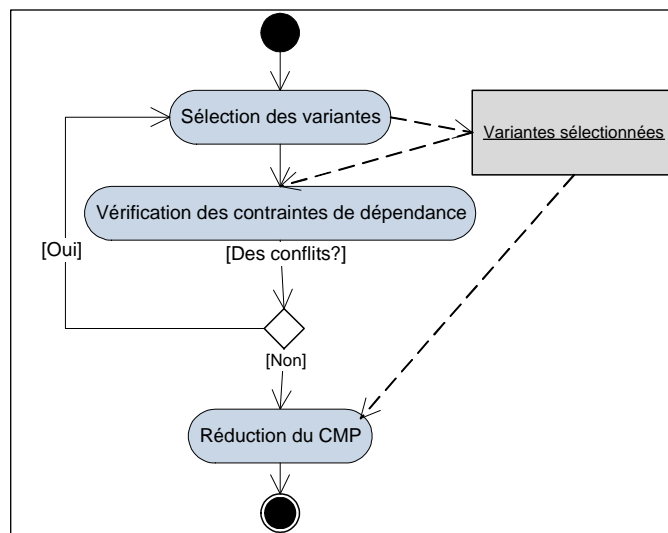 Sélection des variantes
Variantes sélectionnées
Vérification des contraintes de dépendance
[Oui]
[Des conflits?]
[Non]
Réduction du CMP